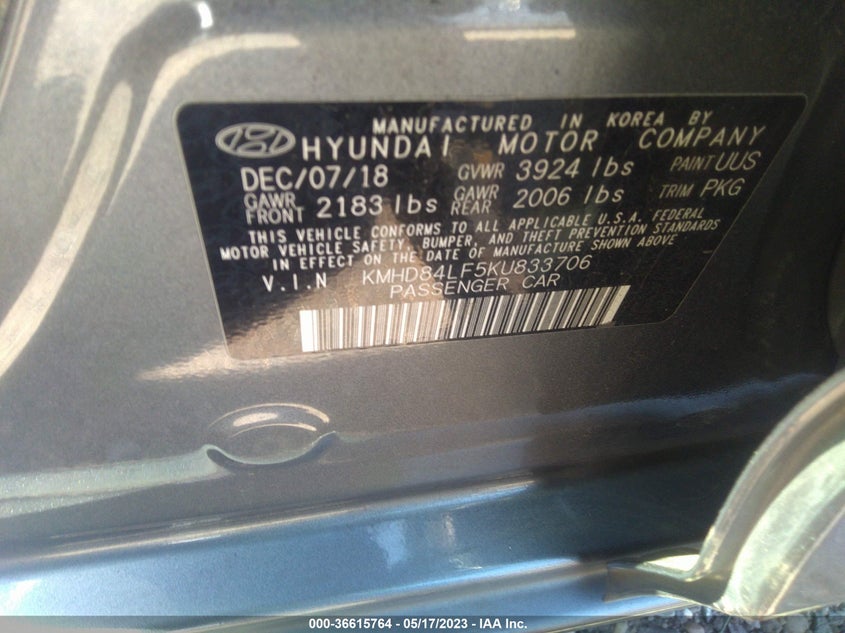 MANUFACTURED IN KOREA BY
HYUNDAI MOTOR COMPANY
DEC/07/18 GVWR 3924 lbs PAINT UUS
GAWR FRONT 2183 lbs GAWR REAR 2006 lbs TRIM PKG
THIS VEHICLE CONFORMS TO ALL APPLICABLE U.S.A. FEDERAL
MOTOR VEHICLE SAFETY, BUMPER, AND THEFT PREVENTION STANDARDS
IN EFFECT ON THE DATE OF MANUFACTURE SHOWN ABOVE
V.I.N KMHD84LF5KU833706
PASSENGER CAR
000-36615764 - 05/17/2023 - IAA Inc.